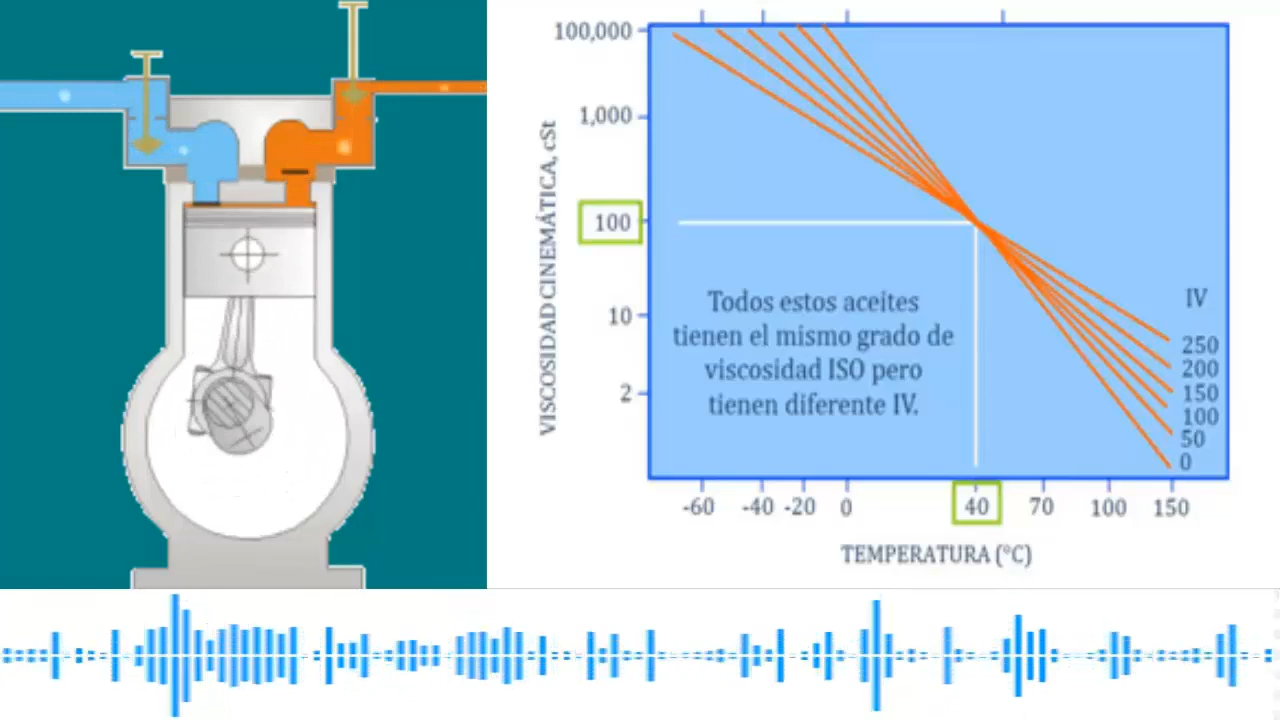 100,000
1,000
100
10
2
VISCOSIDAD CINEMÁTICA, cSt
Todos estos aceites
tienen el mismo grado de
viscosidad ISO pero
tienen diferente IV.
IV
250
200
150
100
50
0
-60 -40 -20 0 40 70 100 150
TEMPERATURA (°C)